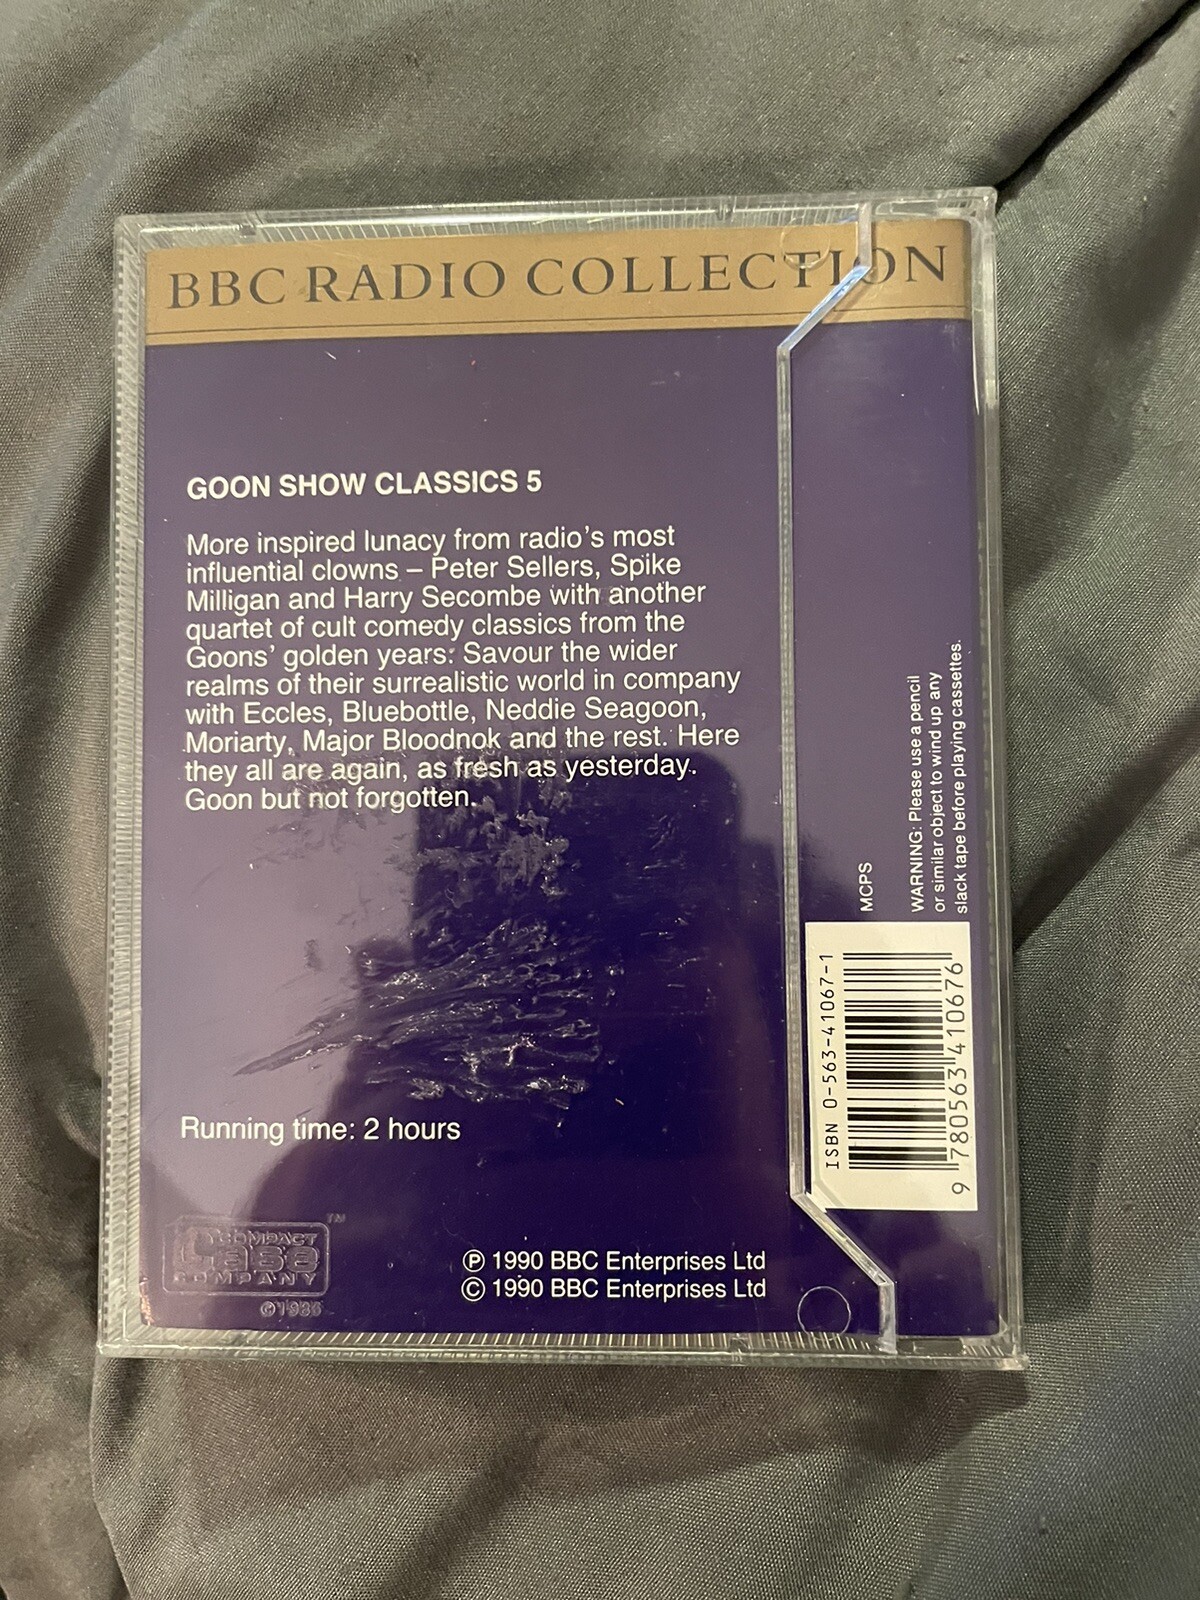 BBC RADIO COLLECTION
GOON SHOW CLASSICS 5
More inspired lunacy from radio's most
influential clowns – Peter Sellers, Spike
Milligan and Harry Secombe with another
quartet of cult comedy classics from the
Goons' golden years. Savour the wider
realms of their surrealistic world in company
with Eccles, Bluebottle, Neddie Seagoon,
Moriarty, Major Bloodnok and the rest. Here
they all are again, as fresh as yesterday.
Goon but not forgotten.
Running time: 2 hours
COMPACT
Case
COMPANY
TM
©1986
Ⓟ 1990 BBC Enterprises Ltd
© 1990 BBC Enterprises Ltd
MCPS
WARNING: Please use a pencil
or similar object to wind up any
slack tape before playing cassettes.
ISBN 0-563-41067-1
9 780563 410676